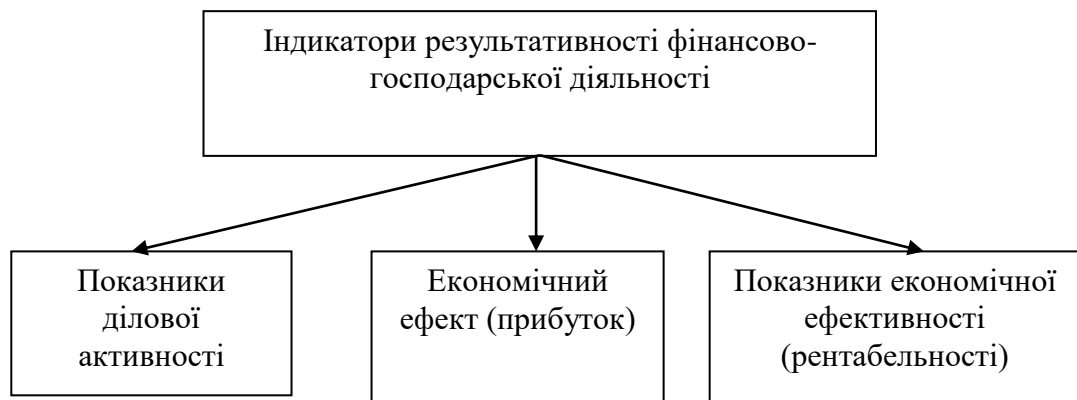 Індикатори результативності фінансово-
господарської діяльності
Показники
ділової
активності
Економічний
ефект (прибуток)
Показники економічної
ефективності
(рентабельності)